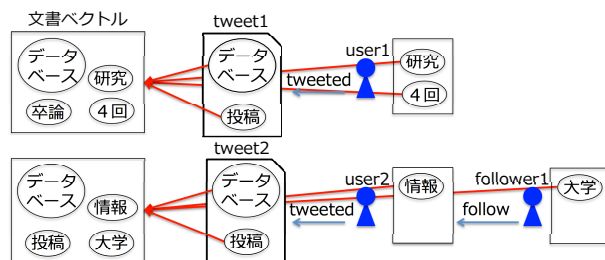 文書ベクトル
tweet1
データ
ベース
研究
卒論
4回
データ
ベース
投稿
user1
tweeted
研究
4回
tweet2
データ
ベース
情報
投稿
大学
データ
ベース
投稿
user2
tweeted
情報
follower1
follow
大学